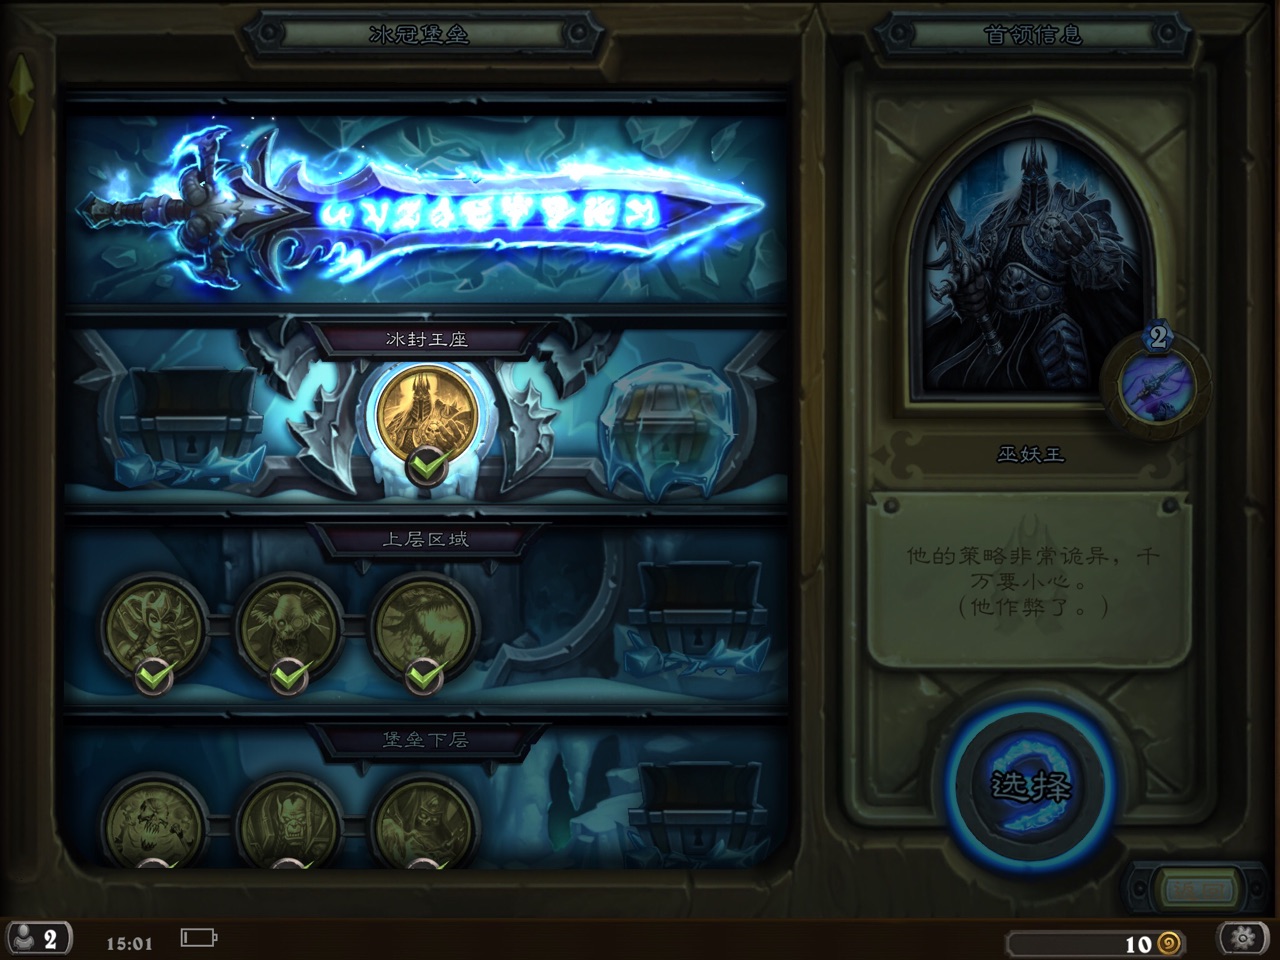 冰冠堡垒
首领信息
冰封王座
2
巫妖王
上层区域
他的策略非常诡异，千
万要小心。
（他作弊了。）
堡垒下层
选择
2
15:01
10